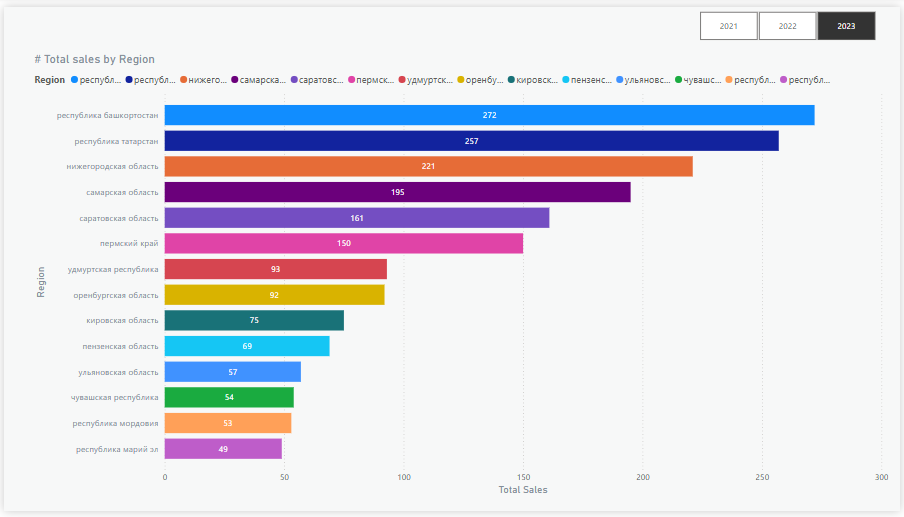 2021 2022 2023
# Total sales by Region
Region республ... республ... нижего... самарска... саратовс... пермск... удмуртск... оренбу... кировск... пензенс... ульяновс... чувашс... республ... республ...
республика башкортостан 272
республика татарстан 257
нижегородская область 221
самарская область 195
саратовская область 161
пермский край 150
удмуртская республика 93
оренбургская область 92
кировская область 75
пензенская область 69
ульяновская область 57
чувашская республика 54
республика мордовия 53
республика марий эл 49
Region
0 50 100 150 200 250 300
Total Sales